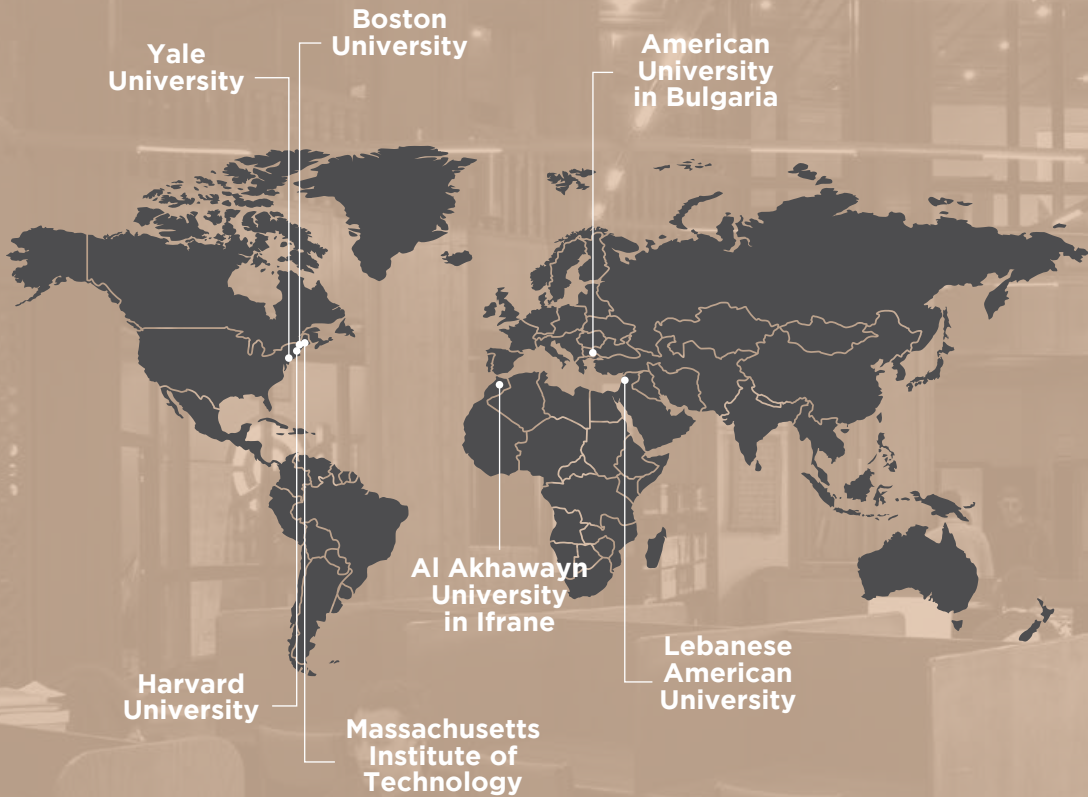 Boston
University
Yale
University
American
University
in Bulgaria
Al Akhawayn
University
in Ifrane
Lebanese
American
University
Harvard
University
Massachusetts
Institute of
Technology